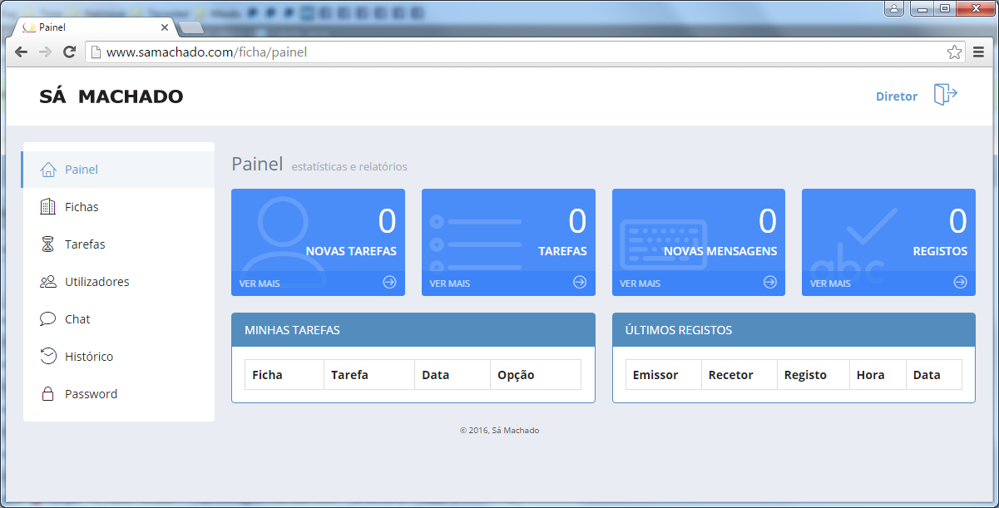 Painel
www.samachado.com/ficha/painel
SÁ MACHADO
Diretor
Painel
Fichas
Tarefas
Utilizadores
Chat
Histórico
Password
Painel estatísticas e relatórios
0
NOVAS TAREFAS
VER MAIS
0
TAREFAS
VER MAIS
0
NOVAS MENSAGENS
VER MAIS
0
REGISTOS
abc
VER MAIS
MINHAS TAREFAS
Ficha Tarefa Data Opção
ÚLTIMOS REGISTOS
Emissor Recetor Registo Hora Data
© 2016, Sá Machado